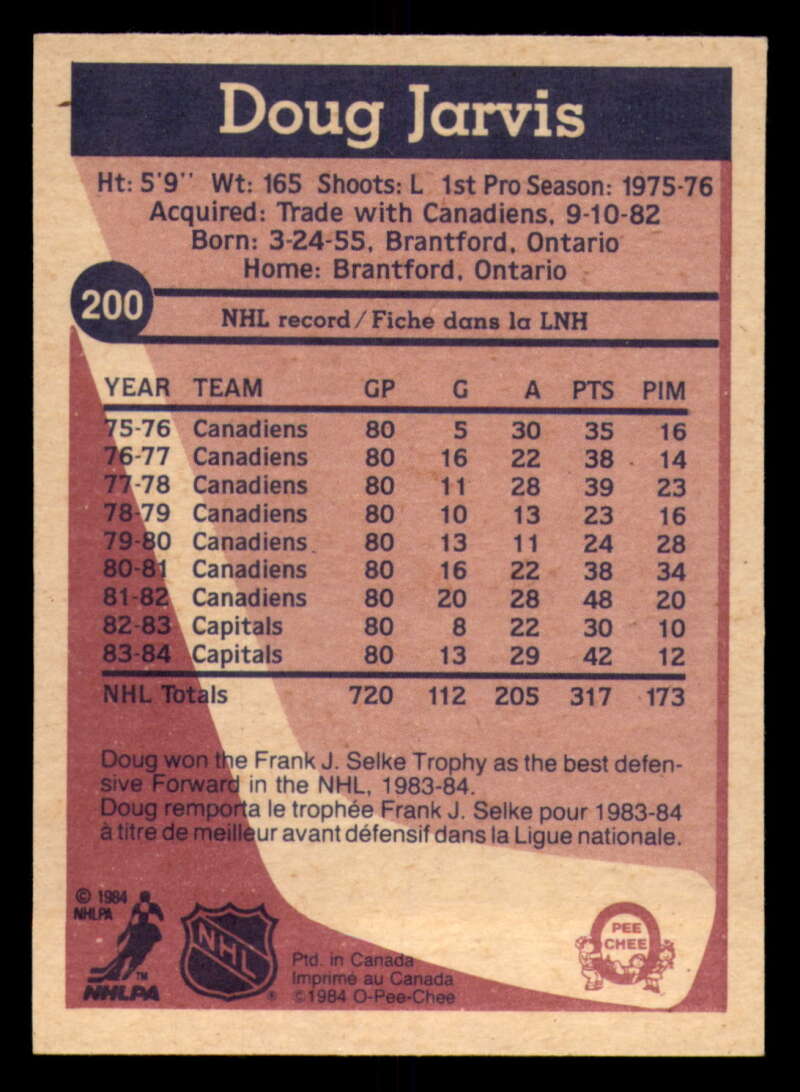 Doug Jarvis
Ht: 5'9'' Wt: 165 Shoots: L 1st Pro Season: 1975-76
Acquired: Trade with Canadiens, 9-10-82
Born: 3-24-55, Brantford, Ontario
Home: Brantford, Ontario
200
NHL record/Fiche dans la LNH
YEAR TEAM GP G A PTS PIM
75-76 Canadiens 80 5 30 35 16
76-77 Canadiens 80 16 22 38 14
77-78 Canadiens 80 11 28 39 23
78-79 Canadiens 80 10 13 23 16
79-80 Canadiens 80 13 11 24 28
80-81 Canadiens 80 16 22 38 34
81-82 Canadiens 80 20 28 48 20
82-83 Capitals 80 8 22 30 10
83-84 Capitals 80 13 29 42 12
NHL Totals 720 112 205 317 173
Doug won the Frank J. Selke Trophy as the best defen-
sive Forward in the NHL, 1983-84.
Doug remporta le trophée Frank J. Selke pour 1983-84
à titre de meilleur avant défensif dans la Ligue nationale.
© 1984
NHLPA
TM
NHLPA
NHL
®
Ptd. in Canada
Imprimé au Canada
©1984 O-Pee-Chee
PEE
CHEE